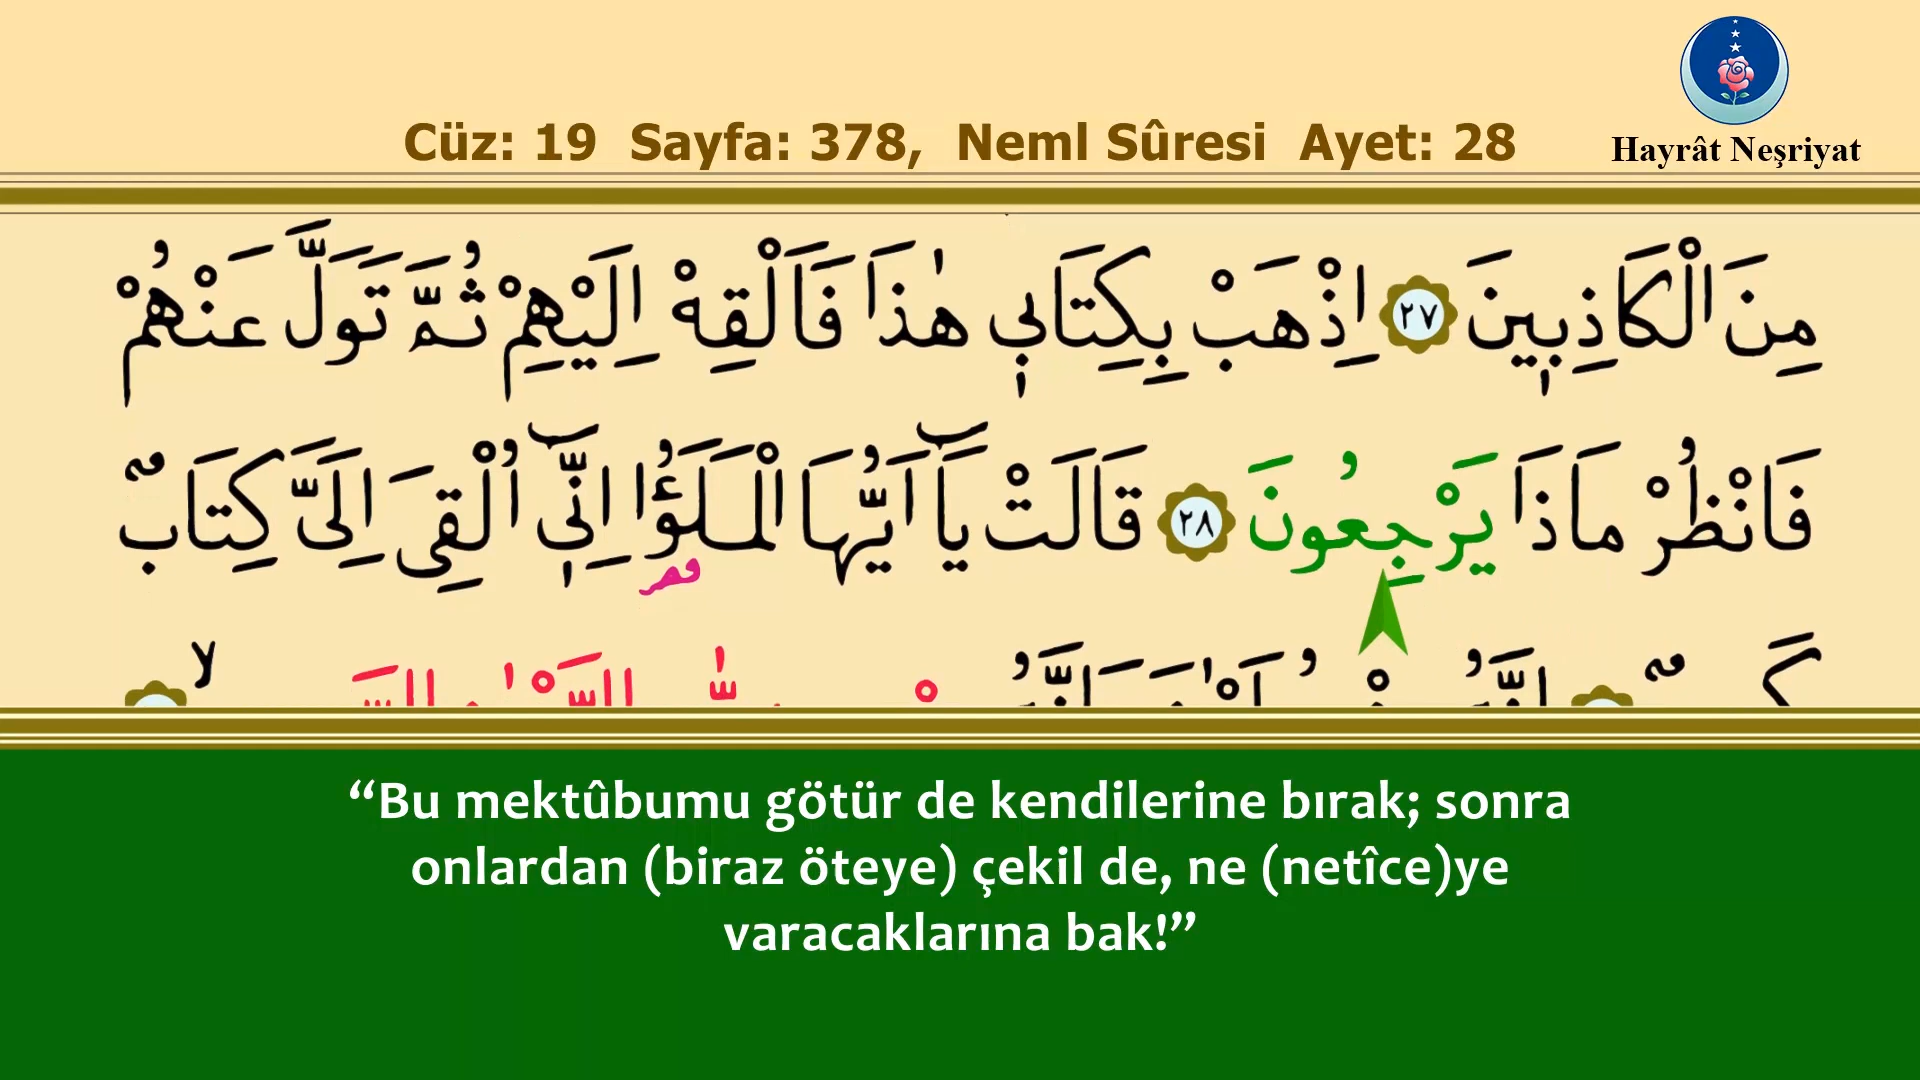 Cüz: 19 Sayfa: 378, Neml Sûresi Ayet: 28
Hayrât Neşriyat
مِنَ الْكَاذِبٖينَ ﴿٢٧﴾ اِذْهَبْ بِكِتَابٖي هٰذَا فَاَلْقِهْ اِلَيْهِمْ ثُمَّ تَوَلَّ عَنْهُمْ
فَانْظُرْ مَاذَا يَرْجِعُونَ ﴿٢٨﴾ قَالَتْ يَٓا اَيُّهَا الْمَلَؤُ۬ا اِنّٖٓي اُلْقِيَ اِلَيَّ كِتَابٌ
“Bu mektûbumu götür de kendilerine bırak; sonra
onlardan (biraz öteye) çekil de, ne (netîce)ye
varacaklarına bak!”